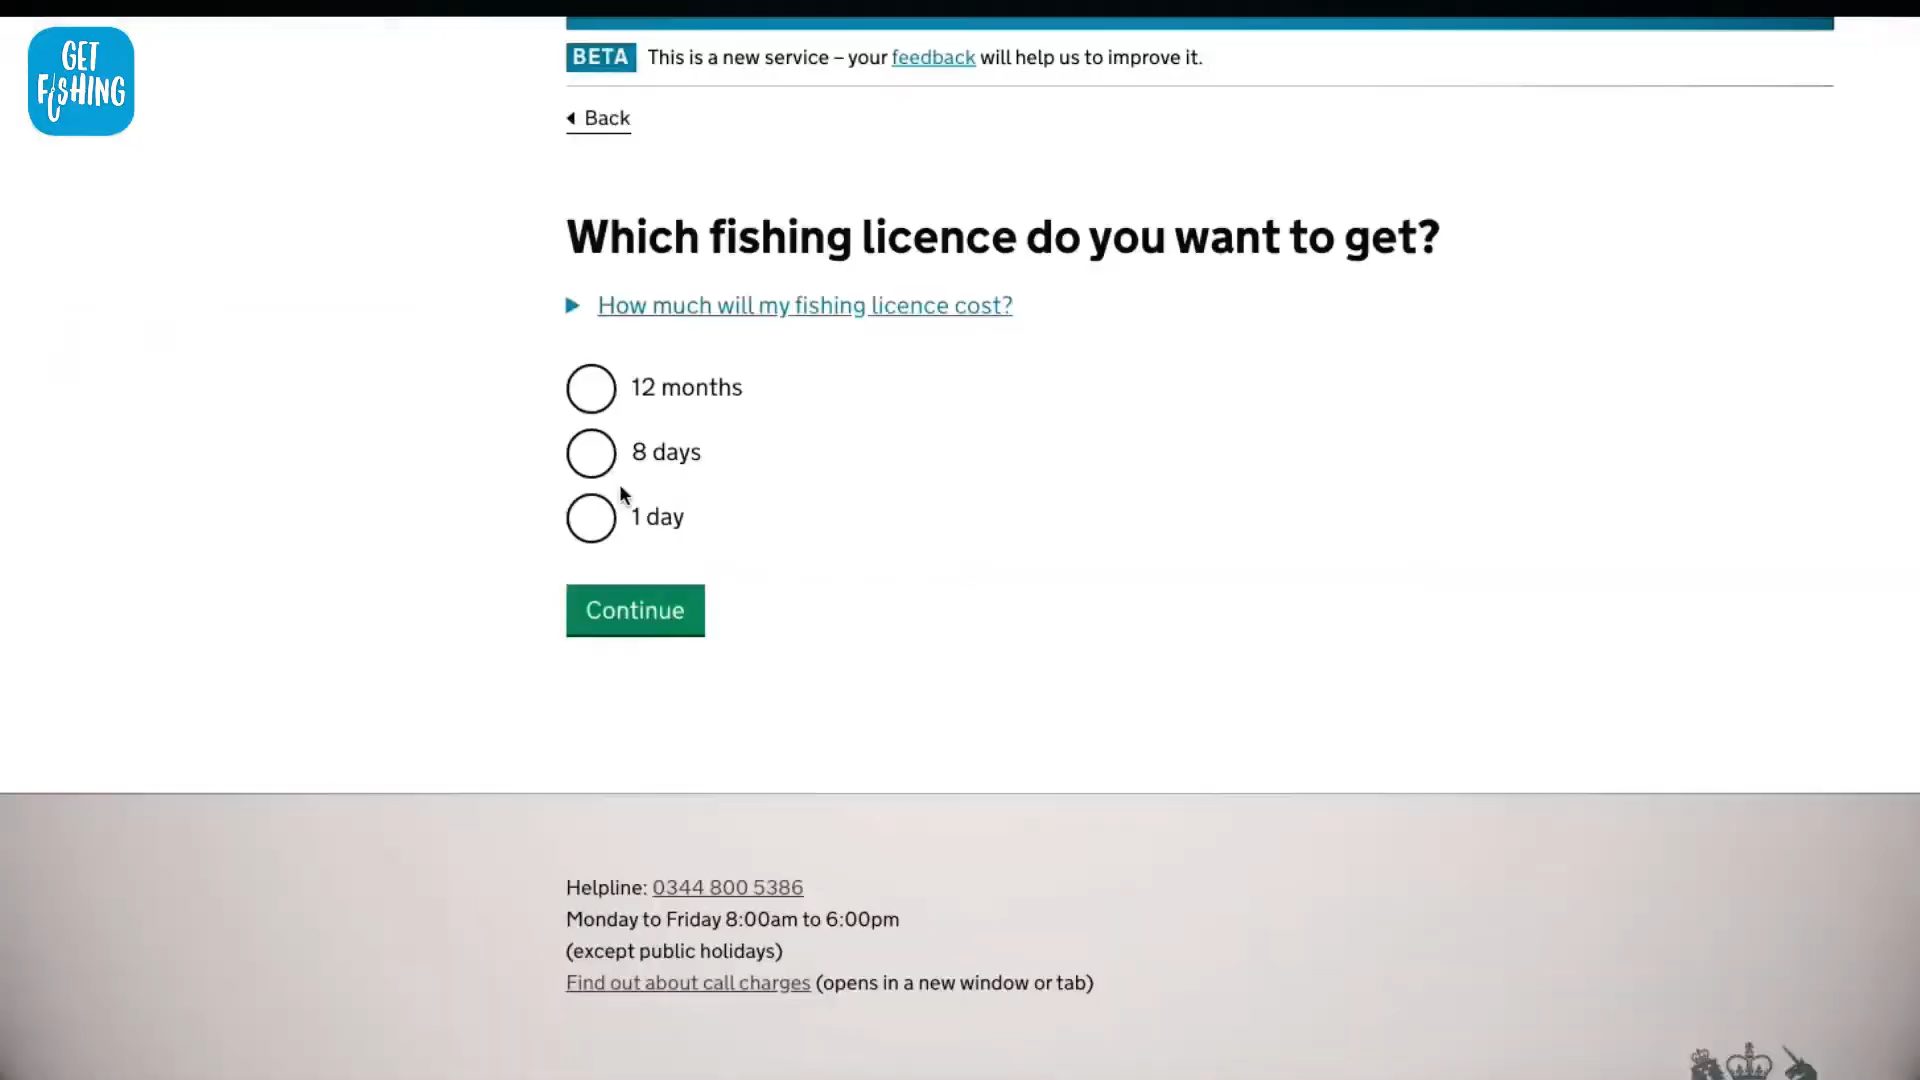 GET
FISHING
BETA This is a new service – your feedback will help us to improve it.
Back
Which fishing licence do you want to get?
How much will my fishing licence cost?
12 months
8 days
1 day
Continue
Helpline: 0344 800 5386
Monday to Friday 8:00am to 6:00pm
(except public holidays)
Find out about call charges (opens in a new window or tab)